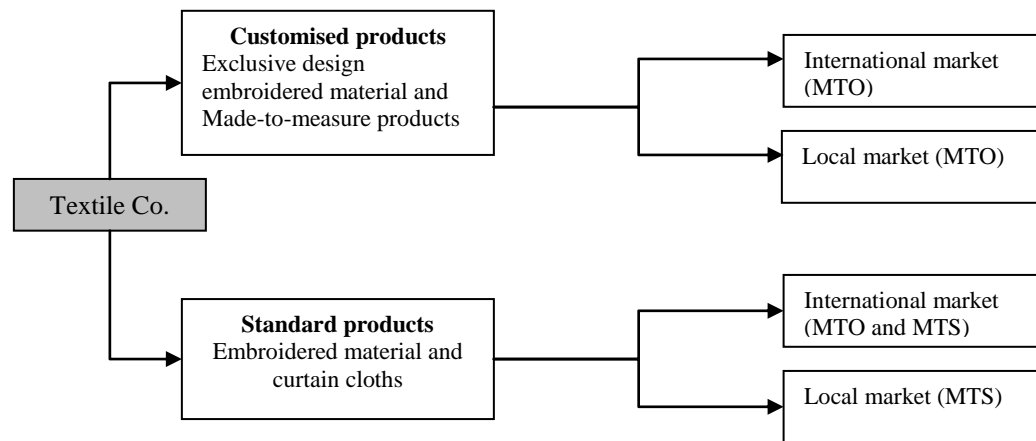 Customised products
Exclusive design
embroidered material and
Made-to-measure products
International market
(MTO)
Local market (MTO)
Textile Co.
Standard products
Embroidered material and
curtain cloths
International market
(MTO and MTS)
Local market (MTS)